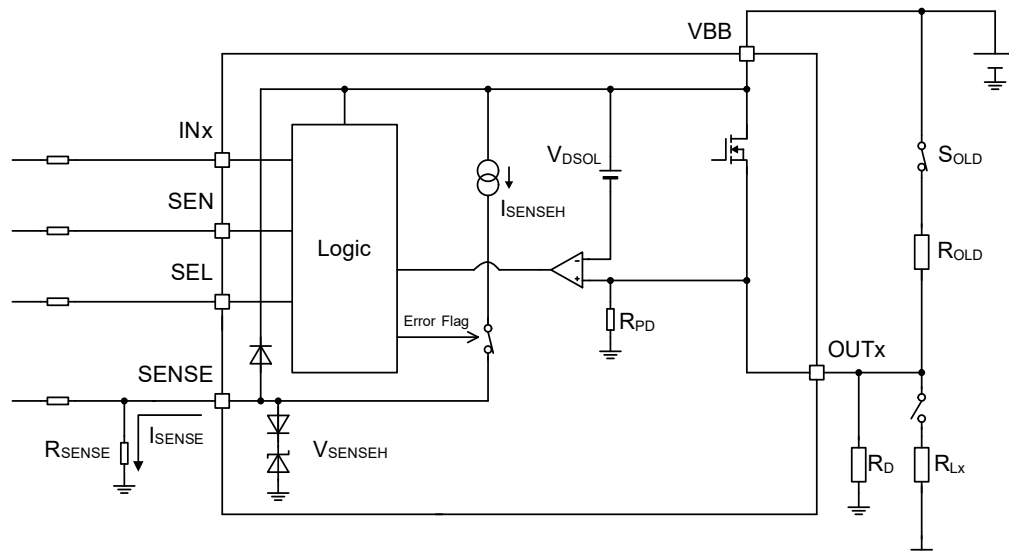 VBB
INx
SEN
SEL
SENSE
Logic
VDSOL
ISENSEH
-
+
Error Flag
RPD
SOLD
ROLD
OUTx
RSENSE
ISENSE
VSENSEH
RD
RLx